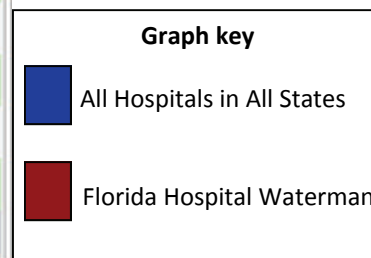 Graph key
All Hospitals in All States
Florida Hospital Waterman